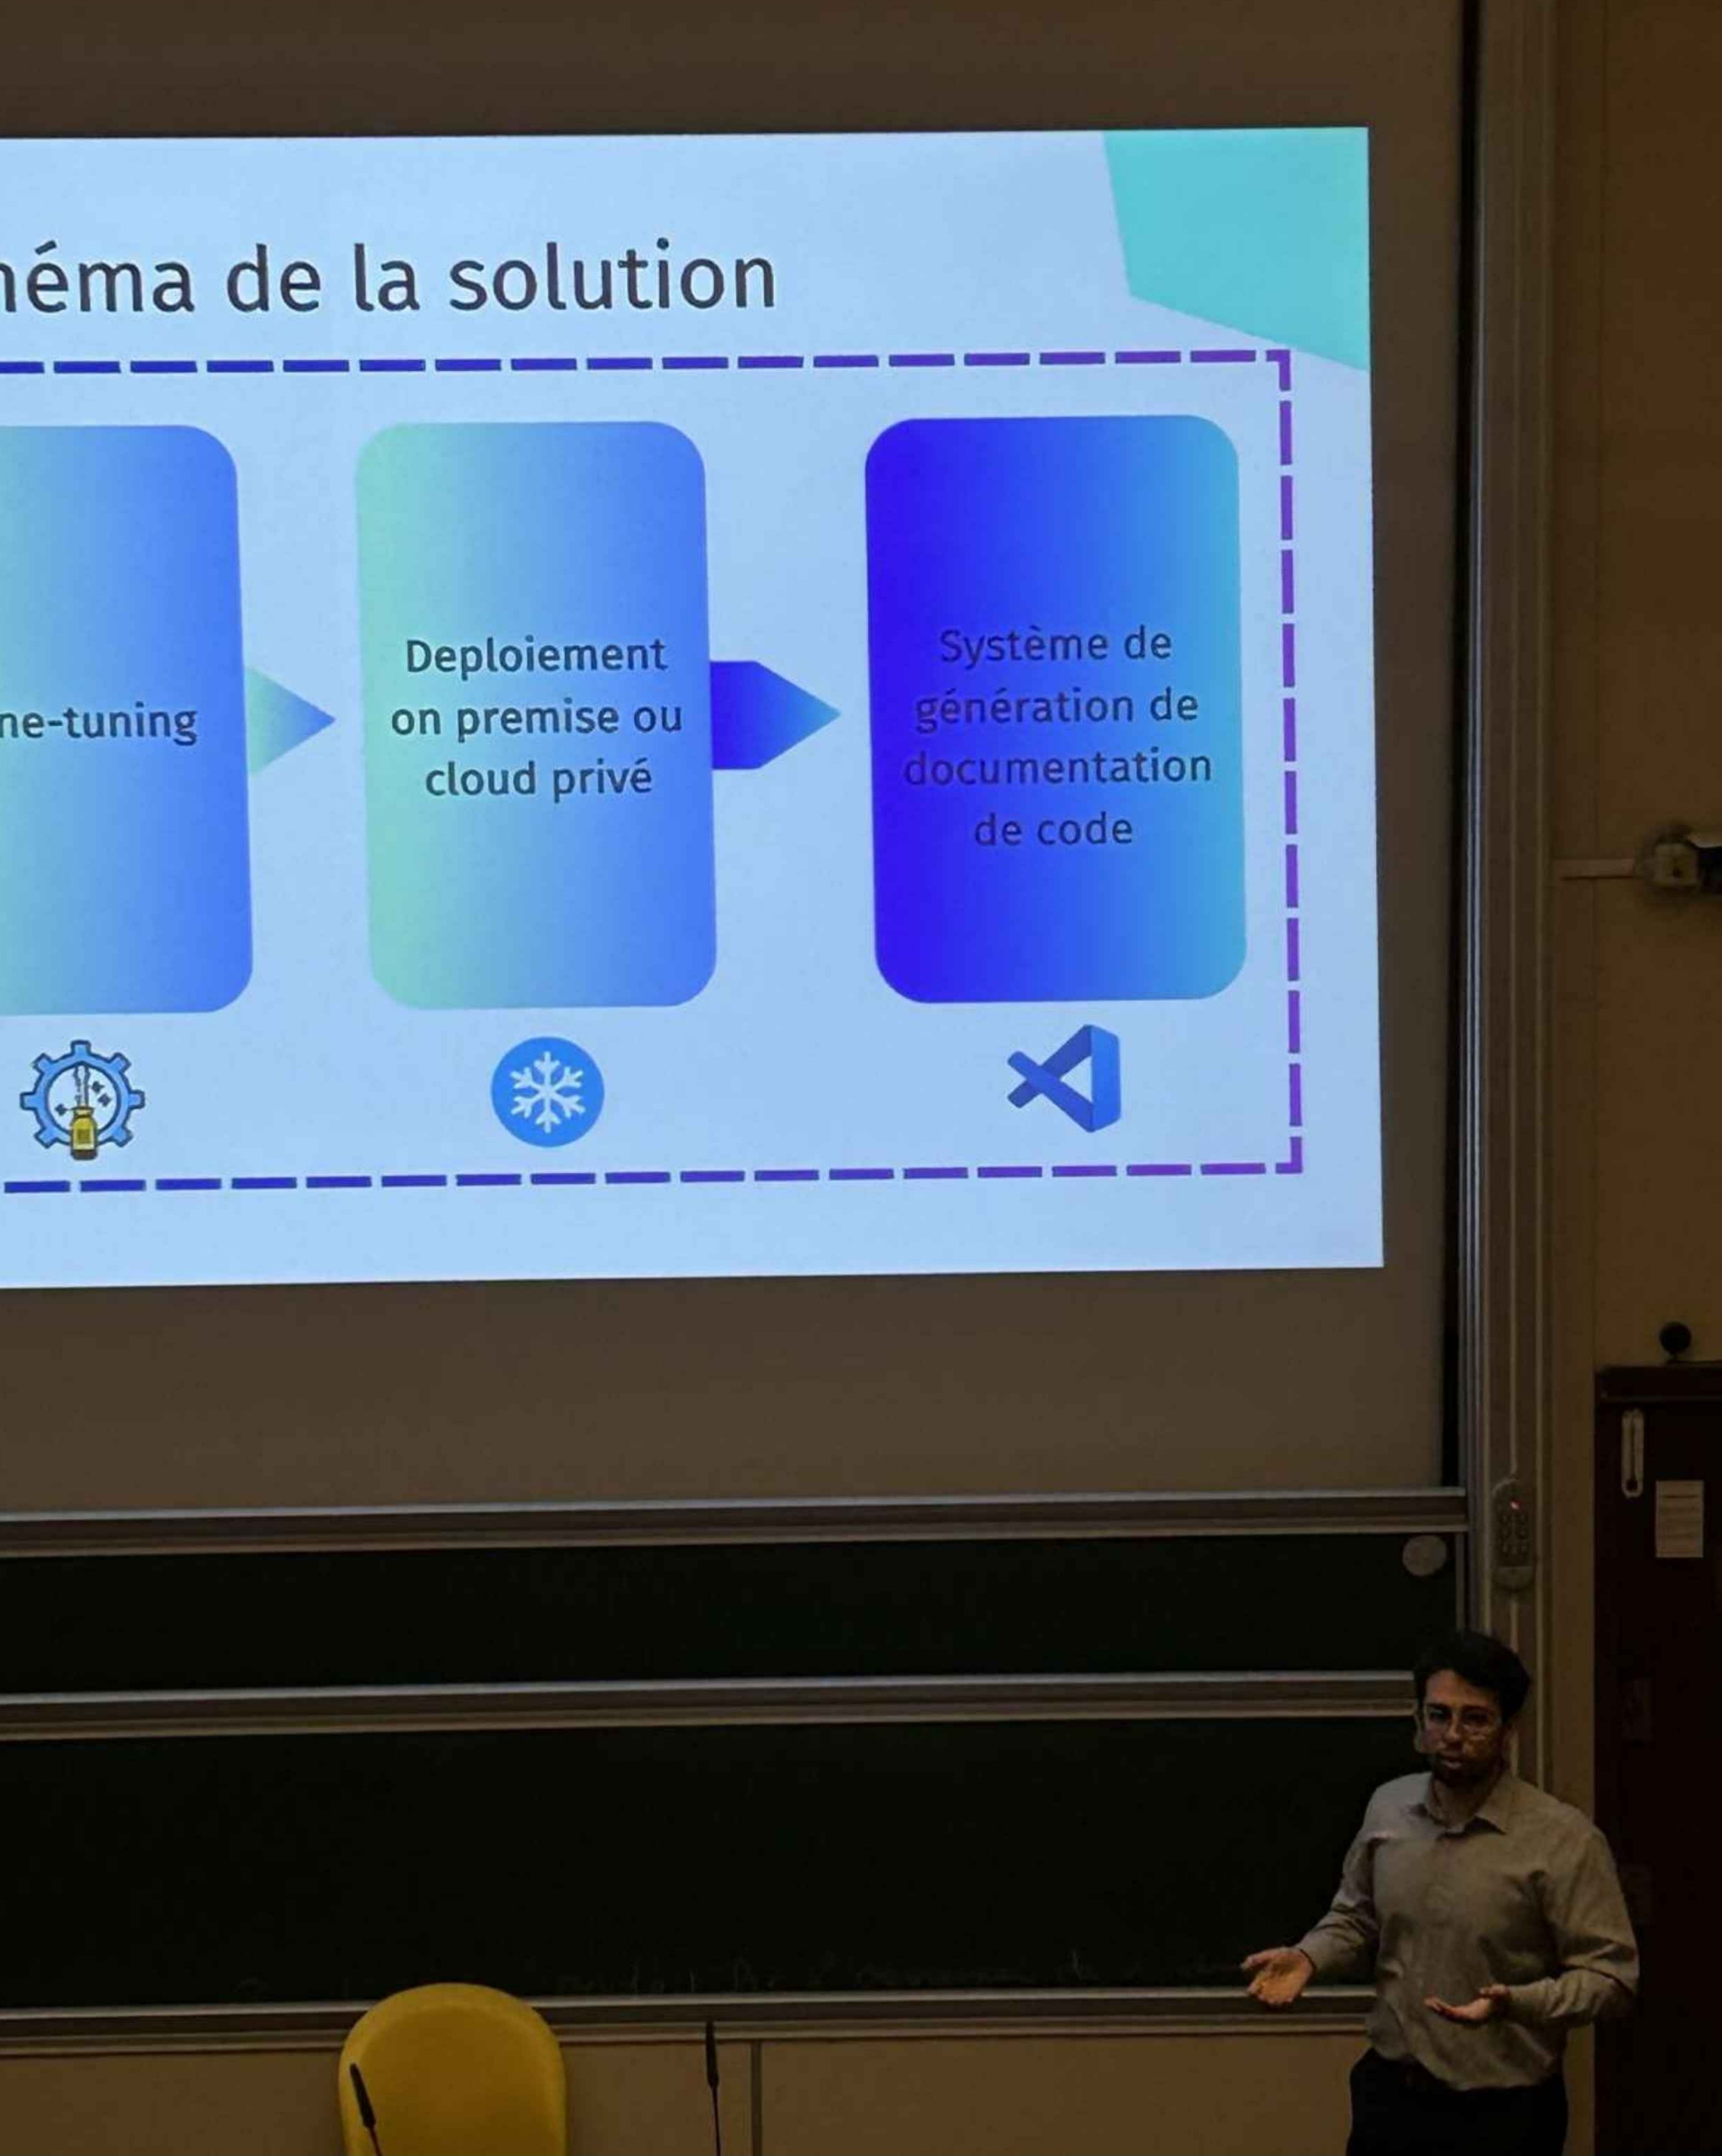 héma de la solution
ne-tuning
Deploiement
on premise ou
cloud privé
Système de
génération de
documentation
de code